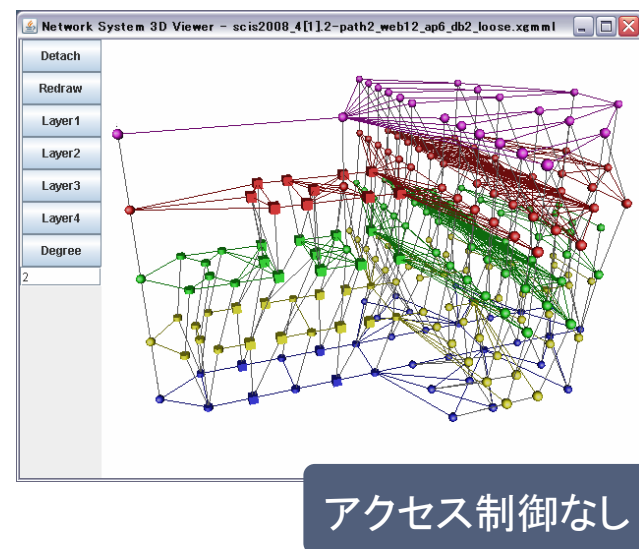 Network System 3D Viewer - scis2008_4[1].2-path2_web12_ap6_db2_loose.xgmml
Detach
Redraw
Layer1
Layer2
Layer3
Layer4
Degree
2
アクセス制御なし